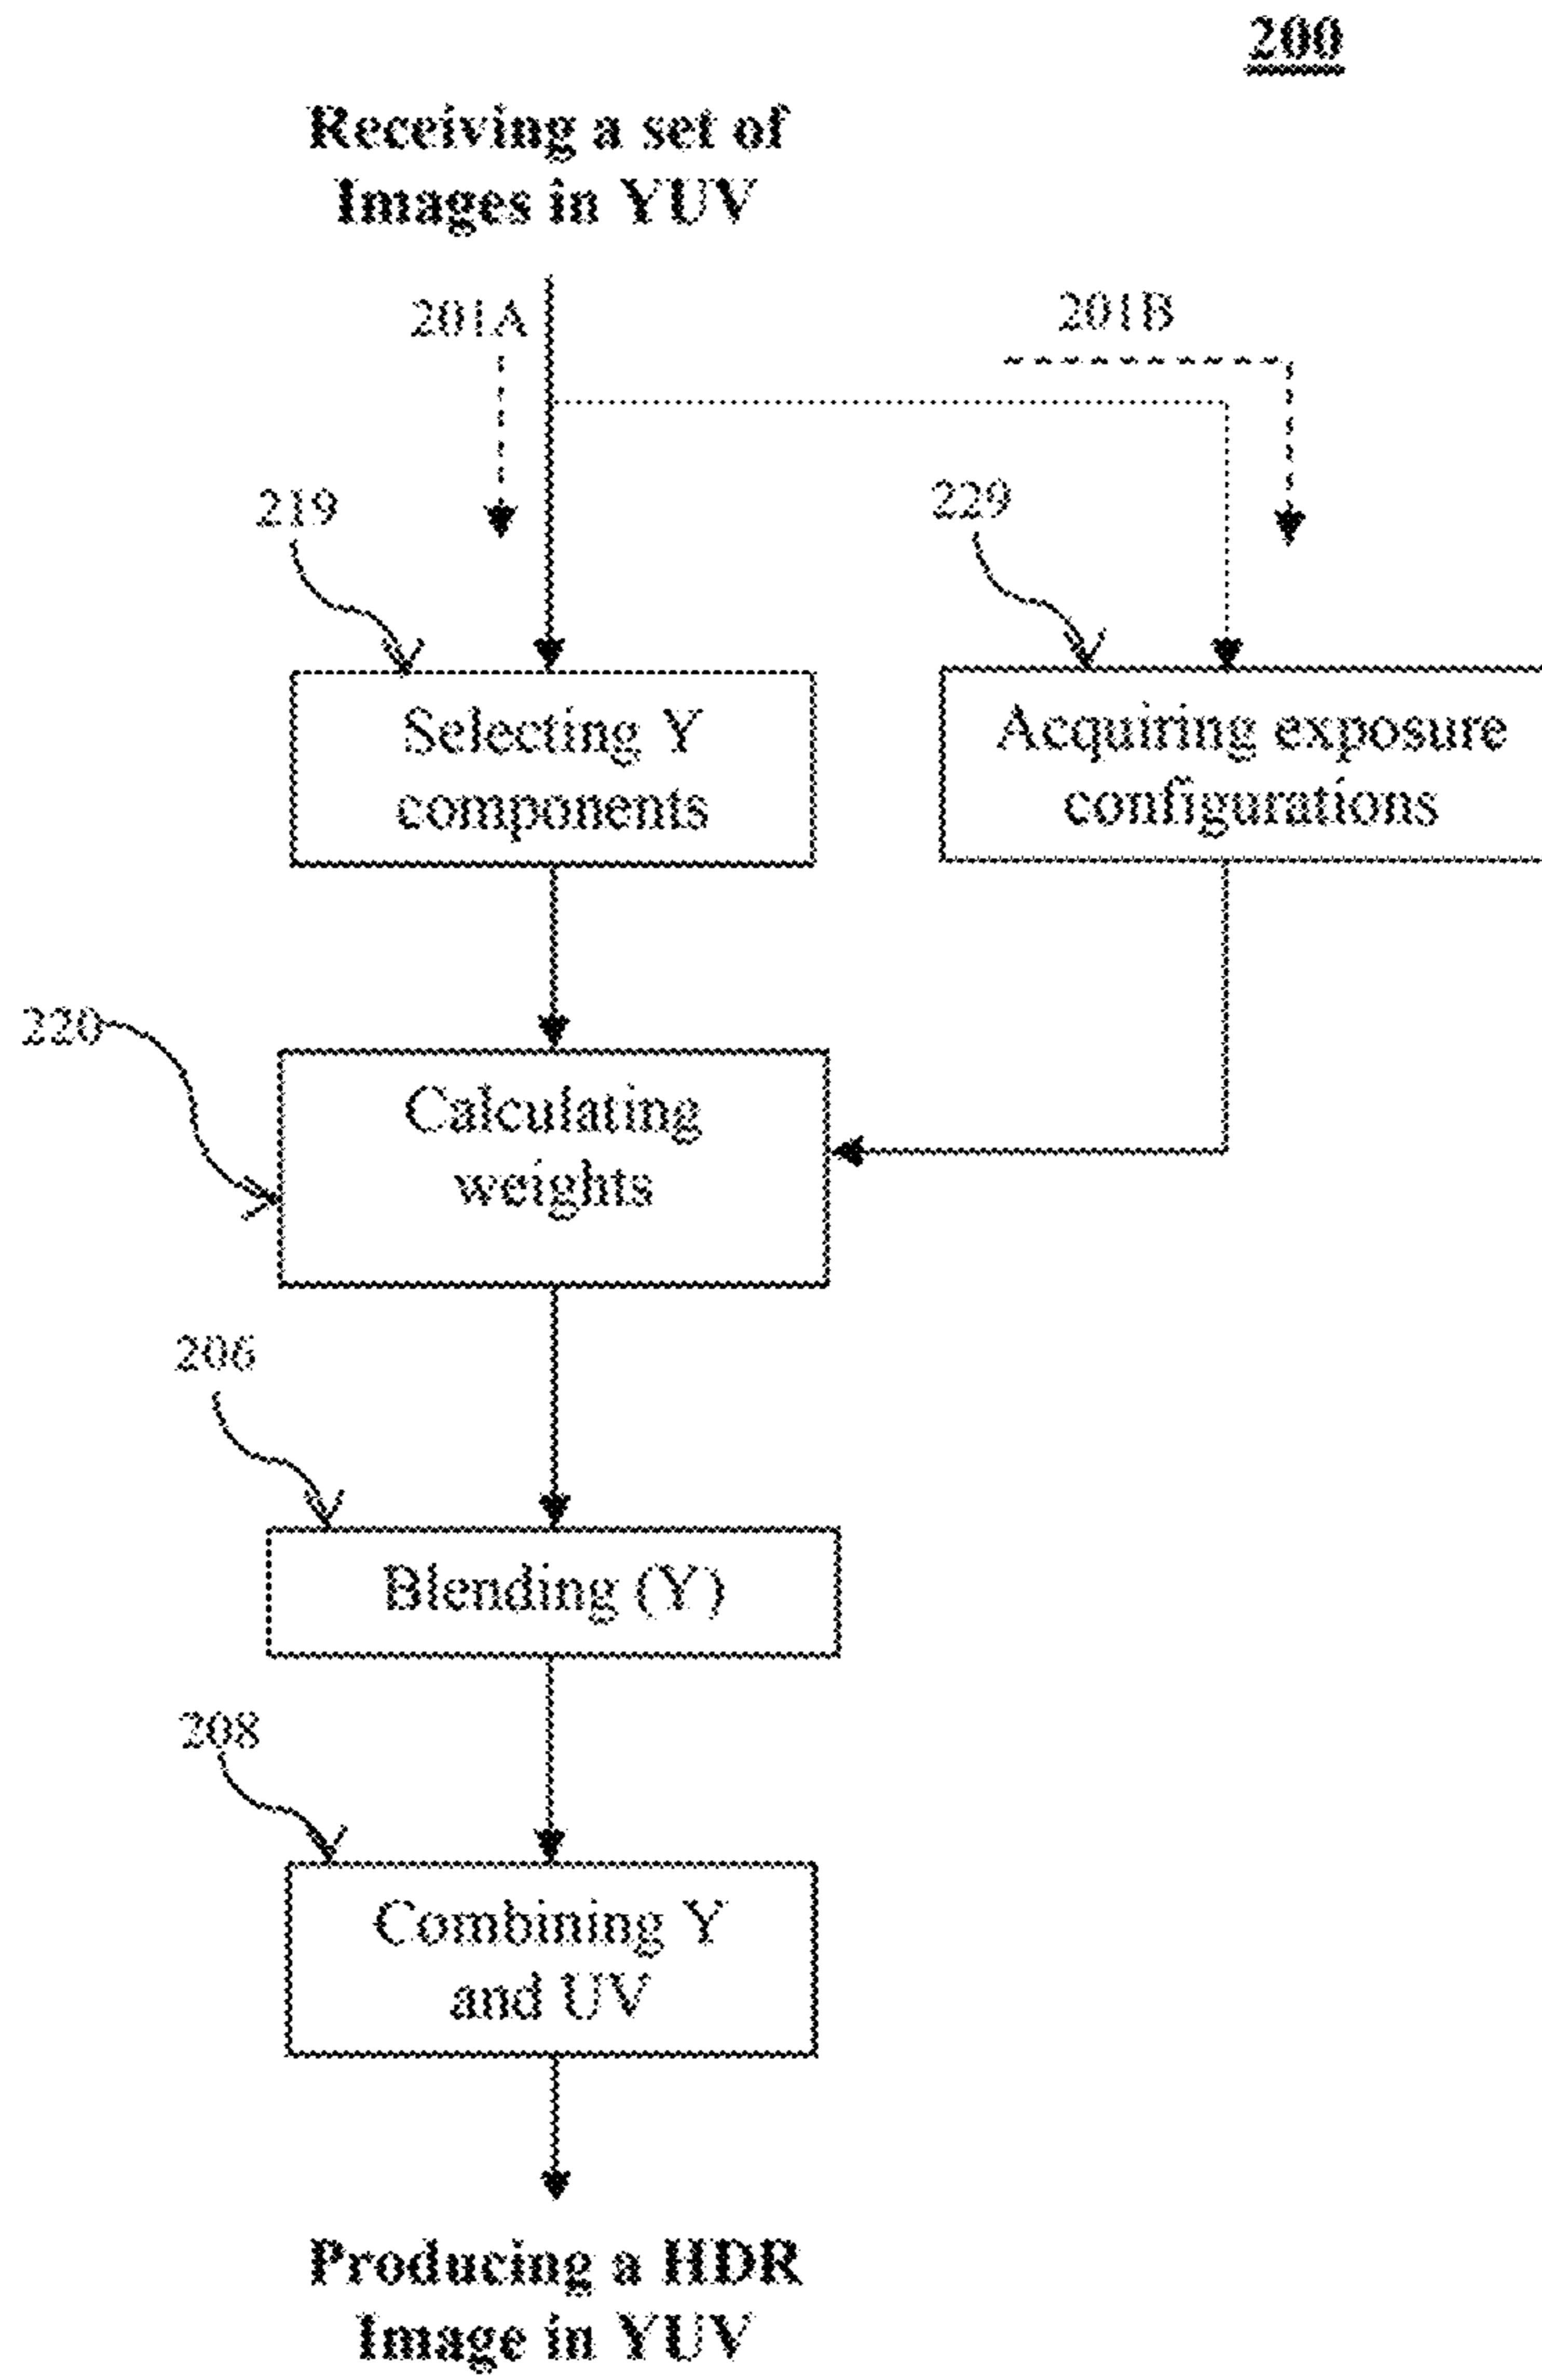 200
Receiving a set of
Images in YUV
201A
201B
219
229
Selecting Y
components
Acquiring exposure
configurations
220
Calculating
weights
206
Blending (Y)
208
Combining Y
and UV
Producing a HDR
Image in YUV